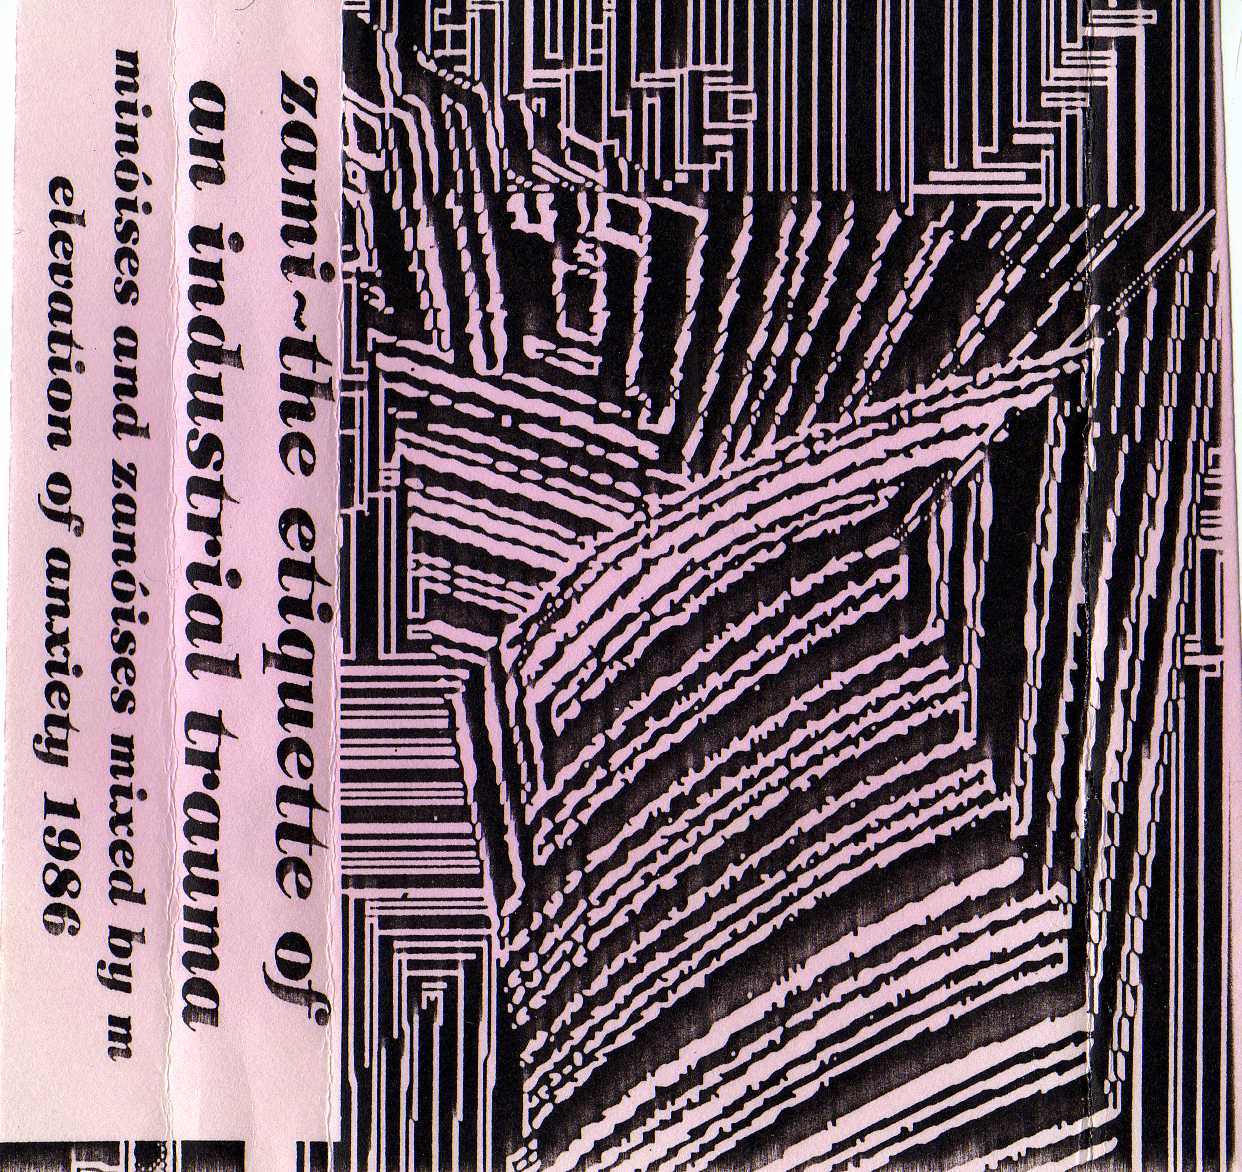 zami~the etiquette of
an industrial trauma
minóises and zanóises mixed by m
elevation of anxiety 1986